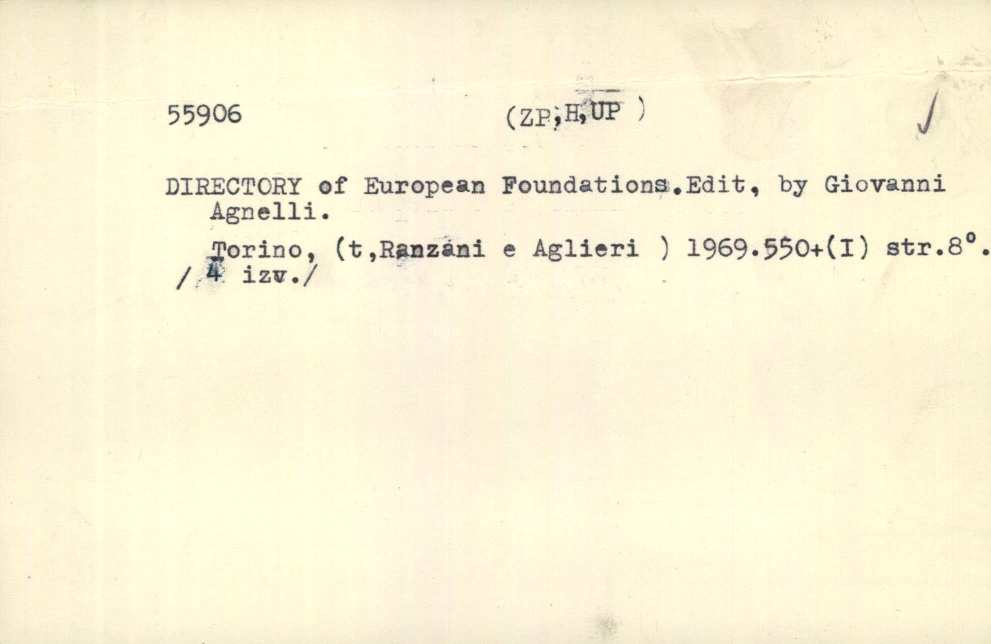 55906 (ZP,H,UP )
DIRECTORY of European Foundations.Edit, by Giovanni
Agnelli.
Torino, (t,Ranzani e Aglieri ) 1969.550+(I) str.8°.
/ 4 izv./